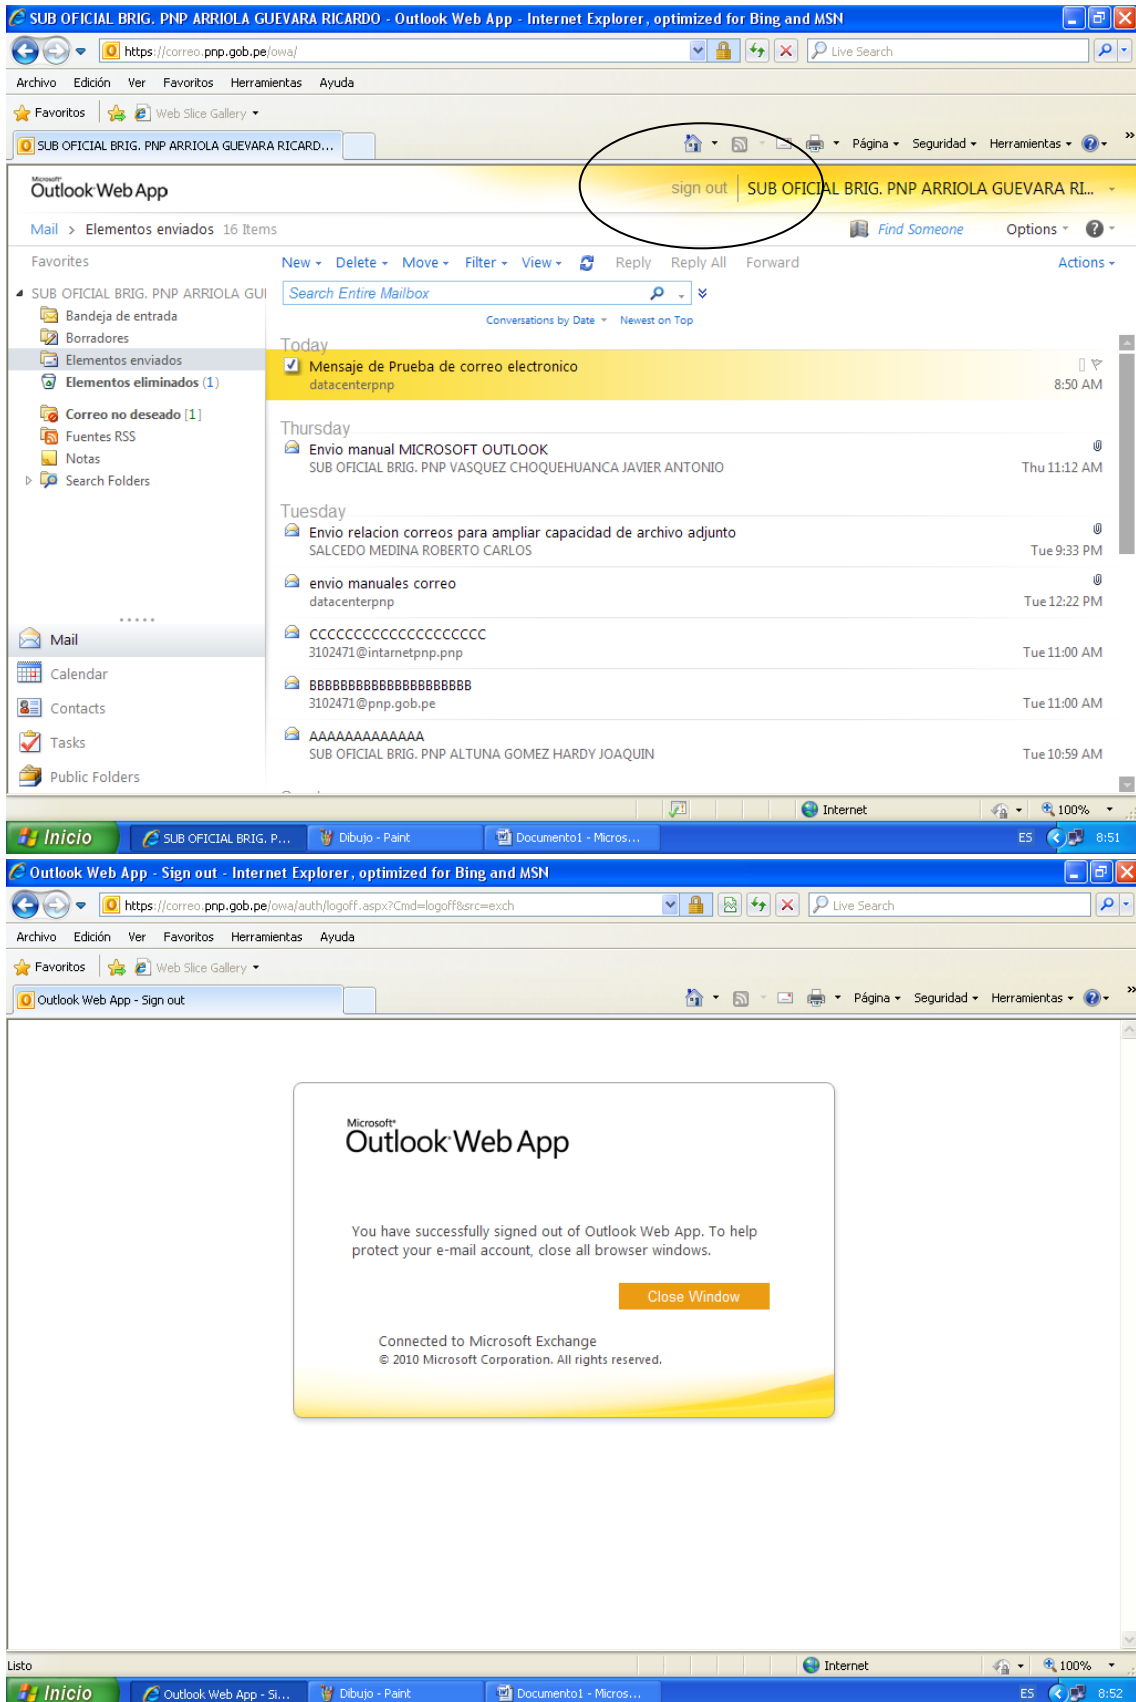 SUB OFICIAL BRIG. PNP ARRIOLA GUEVARA RICARDO - Outlook Web App - Internet Explorer, optimized for Bing and MSN
https://correo.pnp.gob.pe/owa/
Live Search
Archivo Edición Ver Favoritos Herramientas Ayuda
Favoritos Web Slice Gallery
SUB OFICIAL BRIG. PNP ARRIOLA GUEVARA RICARD...
Página Seguridad Herramientas
Microsoft Outlook Web App
sign out SUB OFICIAL BRIG. PNP ARRIOLA GUEVARA RI...
Mail > Elementos enviados 16 Items
Find Someone Options
Favorites
New Delete Move Filter View Reply Reply All Forward Actions
SUB OFICIAL BRIG. PNP ARRIOLA GUI
Search Entire Mailbox
Bandeja de entrada
Conversations by Date Newest on Top
Borradores
Elementos enviados
Elementos eliminados (1)
Correo no deseado [1]
Fuentes RSS
Notas
Search Folders
Today
Mensaje de Prueba de correo electronico
datacenterpnp 8:50 AM
Thursday
Envio manual MICROSOFT OUTLOOK
SUB OFICIAL BRIG. PNP VASQUEZ CHOQUEHUANCA JAVIER ANTONIO Thu 11:12 AM
Tuesday
Envio relacion correos para ampliar capacidad de archivo adjunto
SALCEDO MEDINA ROBERTO CARLOS Tue 9:33 PM
envio manuales correo
datacenterpnp Tue 12:22 PM
CCCCCCCCCCCCCCCCCCCC
3102471@intarnetpnp.pnp Tue 11:00 AM
BBBBBBBBBBBBBBBBBBBBB
3102471@pnp.gob.pe Tue 11:00 AM
AAAAAAAAAAAAA
SUB OFICIAL BRIG. PNP ALTUNA GOMEZ HARDY JOAQUIN Tue 10:59 AM
Mail
Calendar
Contacts
Tasks
Public Folders
Internet 100%
Inicio SUB OFICIAL BRIG. P... Dibujo - Paint Documento1 - Micros... ES 8:51
Outlook Web App - Sign out - Internet Explorer, optimized for Bing and MSN
https://correo.pnp.gob.pe/owa/auth/logoff.aspx?Cmd=logoff&src=exch
Live Search
Archivo Edición Ver Favoritos Herramientas Ayuda
Favoritos Web Slice Gallery
Outlook Web App - Sign out
Página Seguridad Herramientas
Microsoft Outlook Web App
You have successfully signed out of Outlook Web App. To help
protect your e-mail account, close all browser windows.
Close Window
Connected to Microsoft Exchange
© 2010 Microsoft Corporation. All rights reserved.
Listo Internet 100%
Inicio Outlook Web App - Si... Dibujo - Paint Documento1 - Micros... ES 8:52